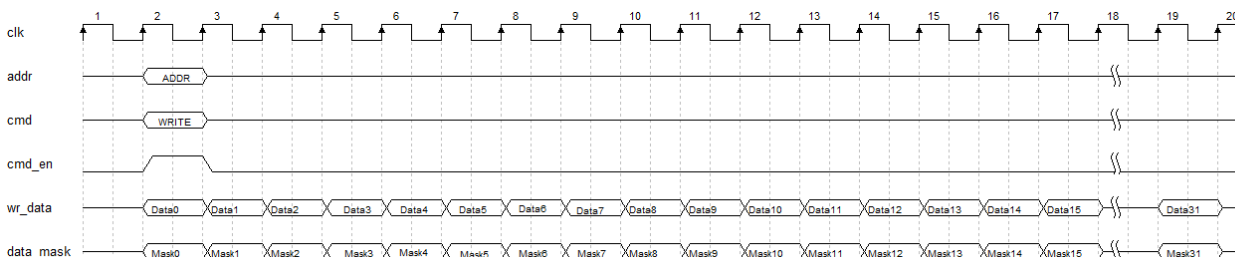 1 2 3 4 5 6 7 8 9 10 11 12 13 14 15 16 17 18 19 20
clk
addr ADDR
cmd WRITE
cmd_en
wr_data Data0 Data1 Data2 Data3 Data4 Data5 Data6 Data7 Data8 Data9 Data10 Data11 Data12 Data13 Data14 Data15 Data31
data_mask Mask0 Mask1 Mask2 Mask3 Mask4 Mask5 Mask6 Mask7 Mask8 Mask9 Mask10 Mask11 Mask12 Mask13 Mask14 Mask15 Mask31